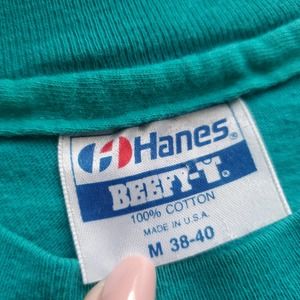 Hanes®
BEEFY-T®
100% COTTON
MADE IN U.S.A.
M 38-40